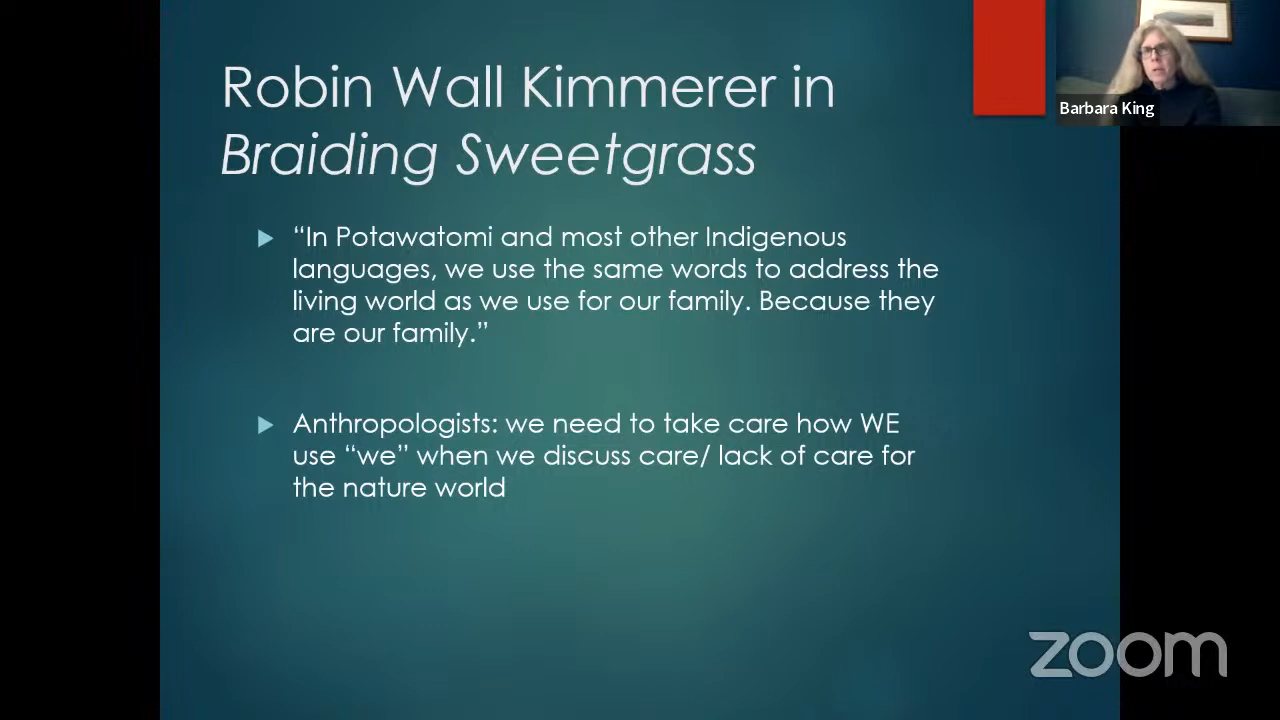 Robin Wall Kimmerer in
Braiding Sweetgrass
Barbara King
“In Potawatomi and most other Indigenous
languages, we use the same words to address the
living world as we use for our family. Because they
are our family.”
Anthropologists: we need to take care how WE
use “we” when we discuss care/ lack of care for
the nature world
zoom